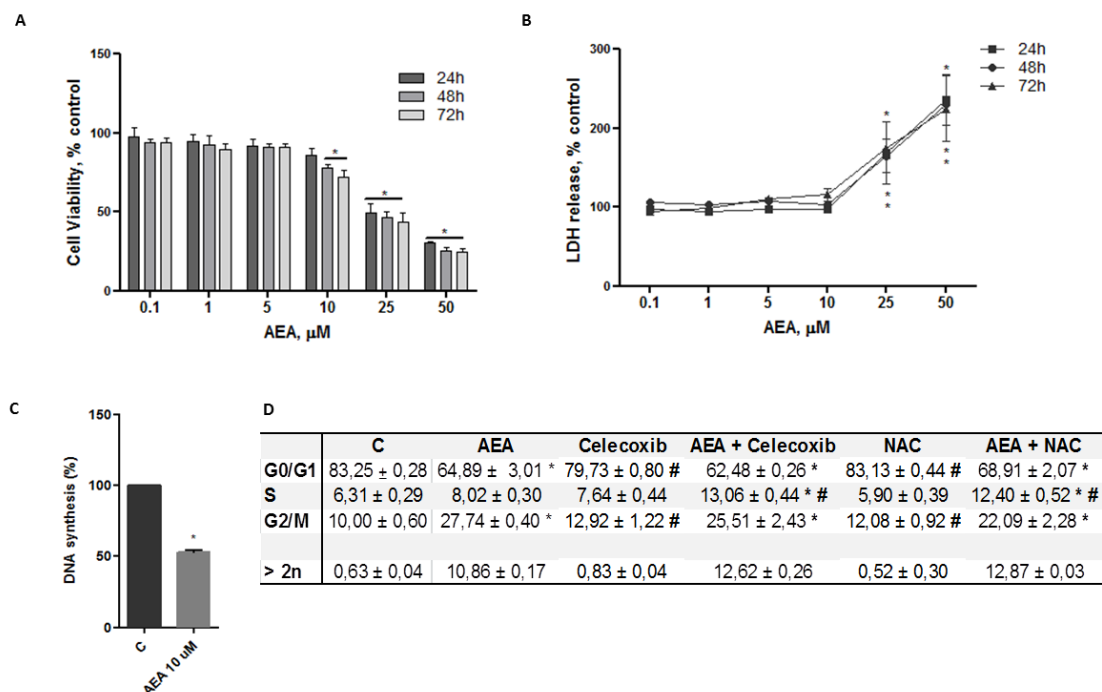 A
Cell Viability, % control
150
100
50
0
24h
48h
72h
*
*
*
0.1 1 5 10 25 50
AEA, µM
B
LDH release, % control
300
200
100
0
24h
48h
72h
*
*
*
*
*
*
0.1 1 5 10 25 50
AEA, µM
C
DNA synthesis (%)
150
100
50
0
*
C
AEA 10 uM
D
C AEA Celecoxib AEA + Celecoxib NAC AEA + NAC
G0/G1 83,25 ± 0,28 64,89 ± 3,01 * 79,73 ± 0,80 # 62,48 ± 0,26 * 83,13 ± 0,44 # 68,91 ± 2,07 *
S 6,31 ± 0,29 8,02 ± 0,30 7,64 ± 0,44 13,06 ± 0,44 * # 5,90 ± 0,39 12,40 ± 0,52 * #
G2/M 10,00 ± 0,60 27,74 ± 0,40 * 12,92 ± 1,22 # 25,51 ± 2,43 * 12,08 ± 0,92 # 22,09 ± 2,28 *
> 2n 0,63 ± 0,04 10,86 ± 0,17 0,83 ± 0,04 12,62 ± 0,26 0,52 ± 0,30 12,87 ± 0,03